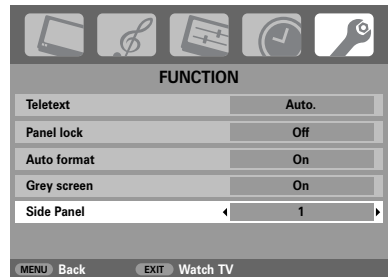 FUNCTION
Teletext Auto.
Panel lock Off
Auto format On
Grey screen On
Side Panel 1
MENU Back EXIT Watch TV